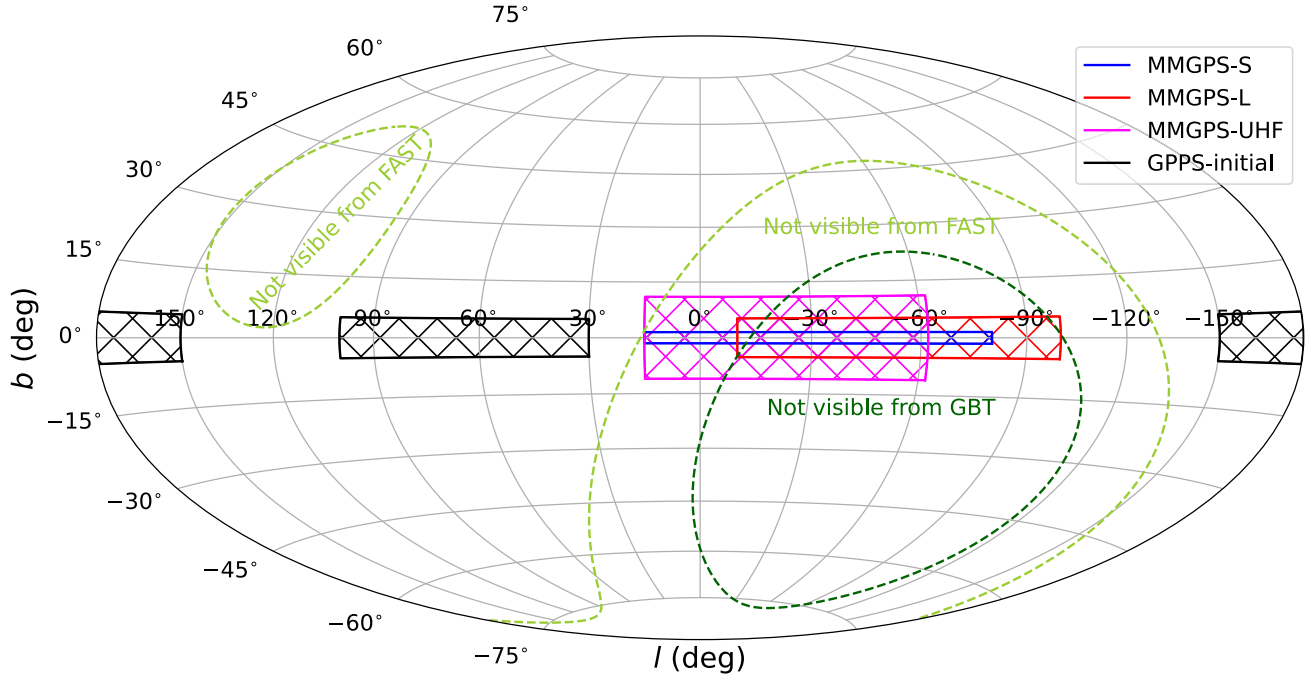 75°
60°
45°
30°
15°
0°
−15°
−30°
−45°
−60°
−75°
b (deg)
l (deg)
150°
120°
90°
60°
30°
0°
−30°
−60°
−90°
−120°
−150°
MMGPS-S
MMGPS-L
MMGPS-UHF
GPPS-initial
Not visible from FAST
Not visible from FAST
Not visible from GBT